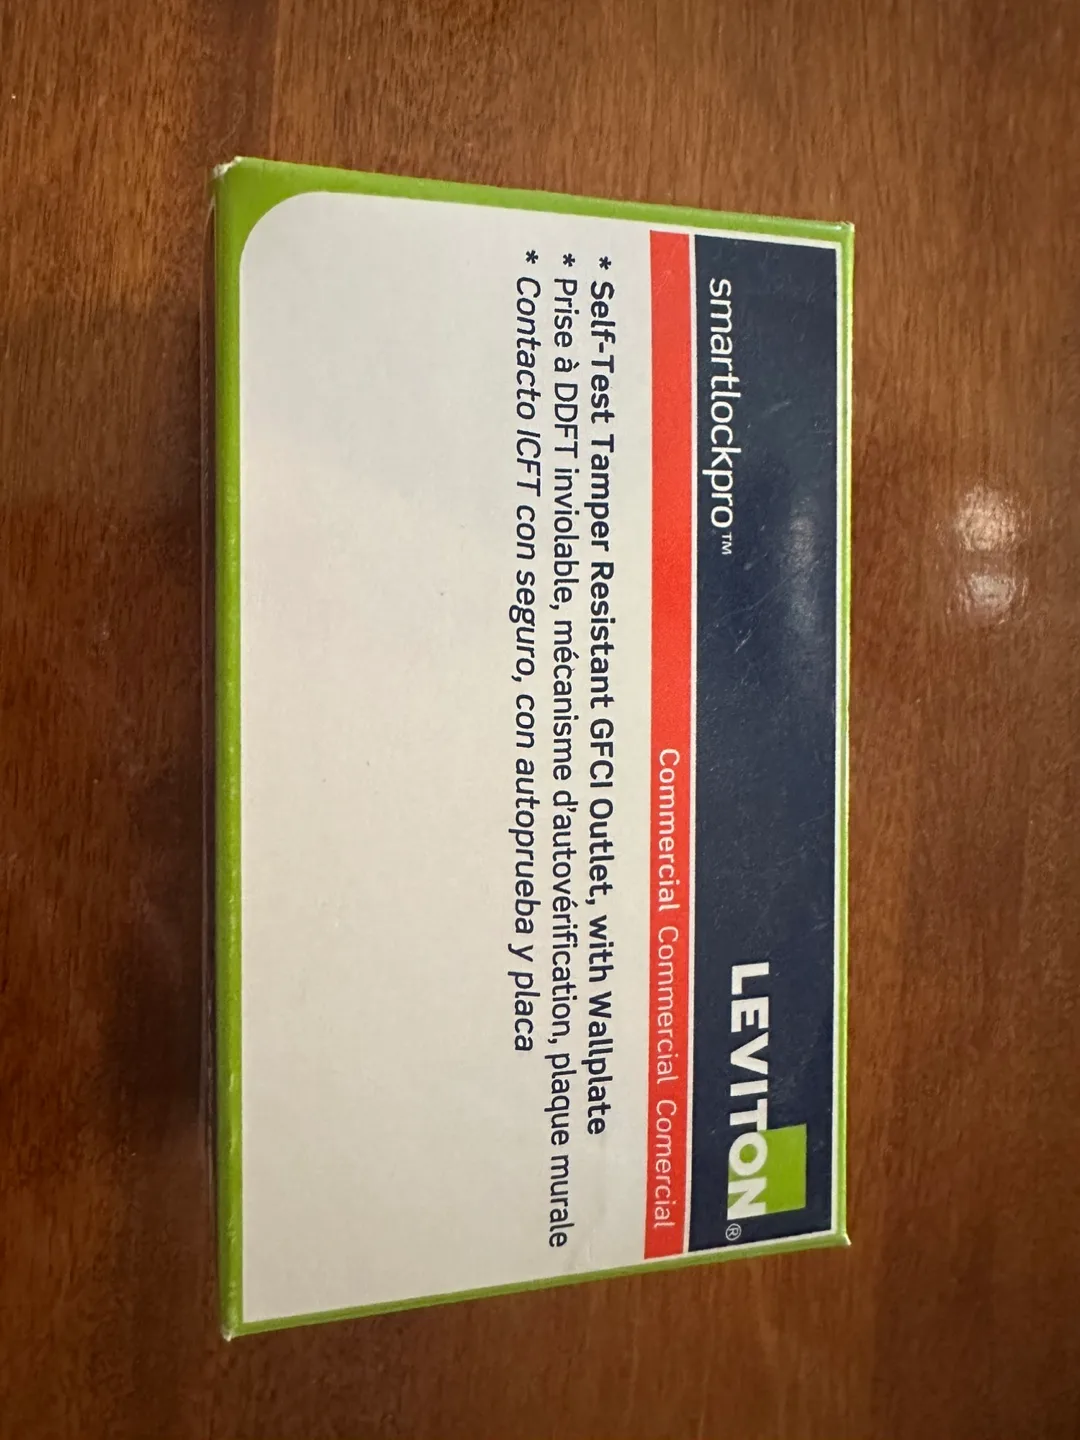 smartlockpro™ LEVITON®
Commercial Commercial Comercial
* Self-Test Tamper Resistant GFCI Outlet, with Wallplate
* Prise à DDFT inviolable, mécanisme d'autovérification, plaque murale
* Contacto ICFT con seguro, con autoprueba y placa